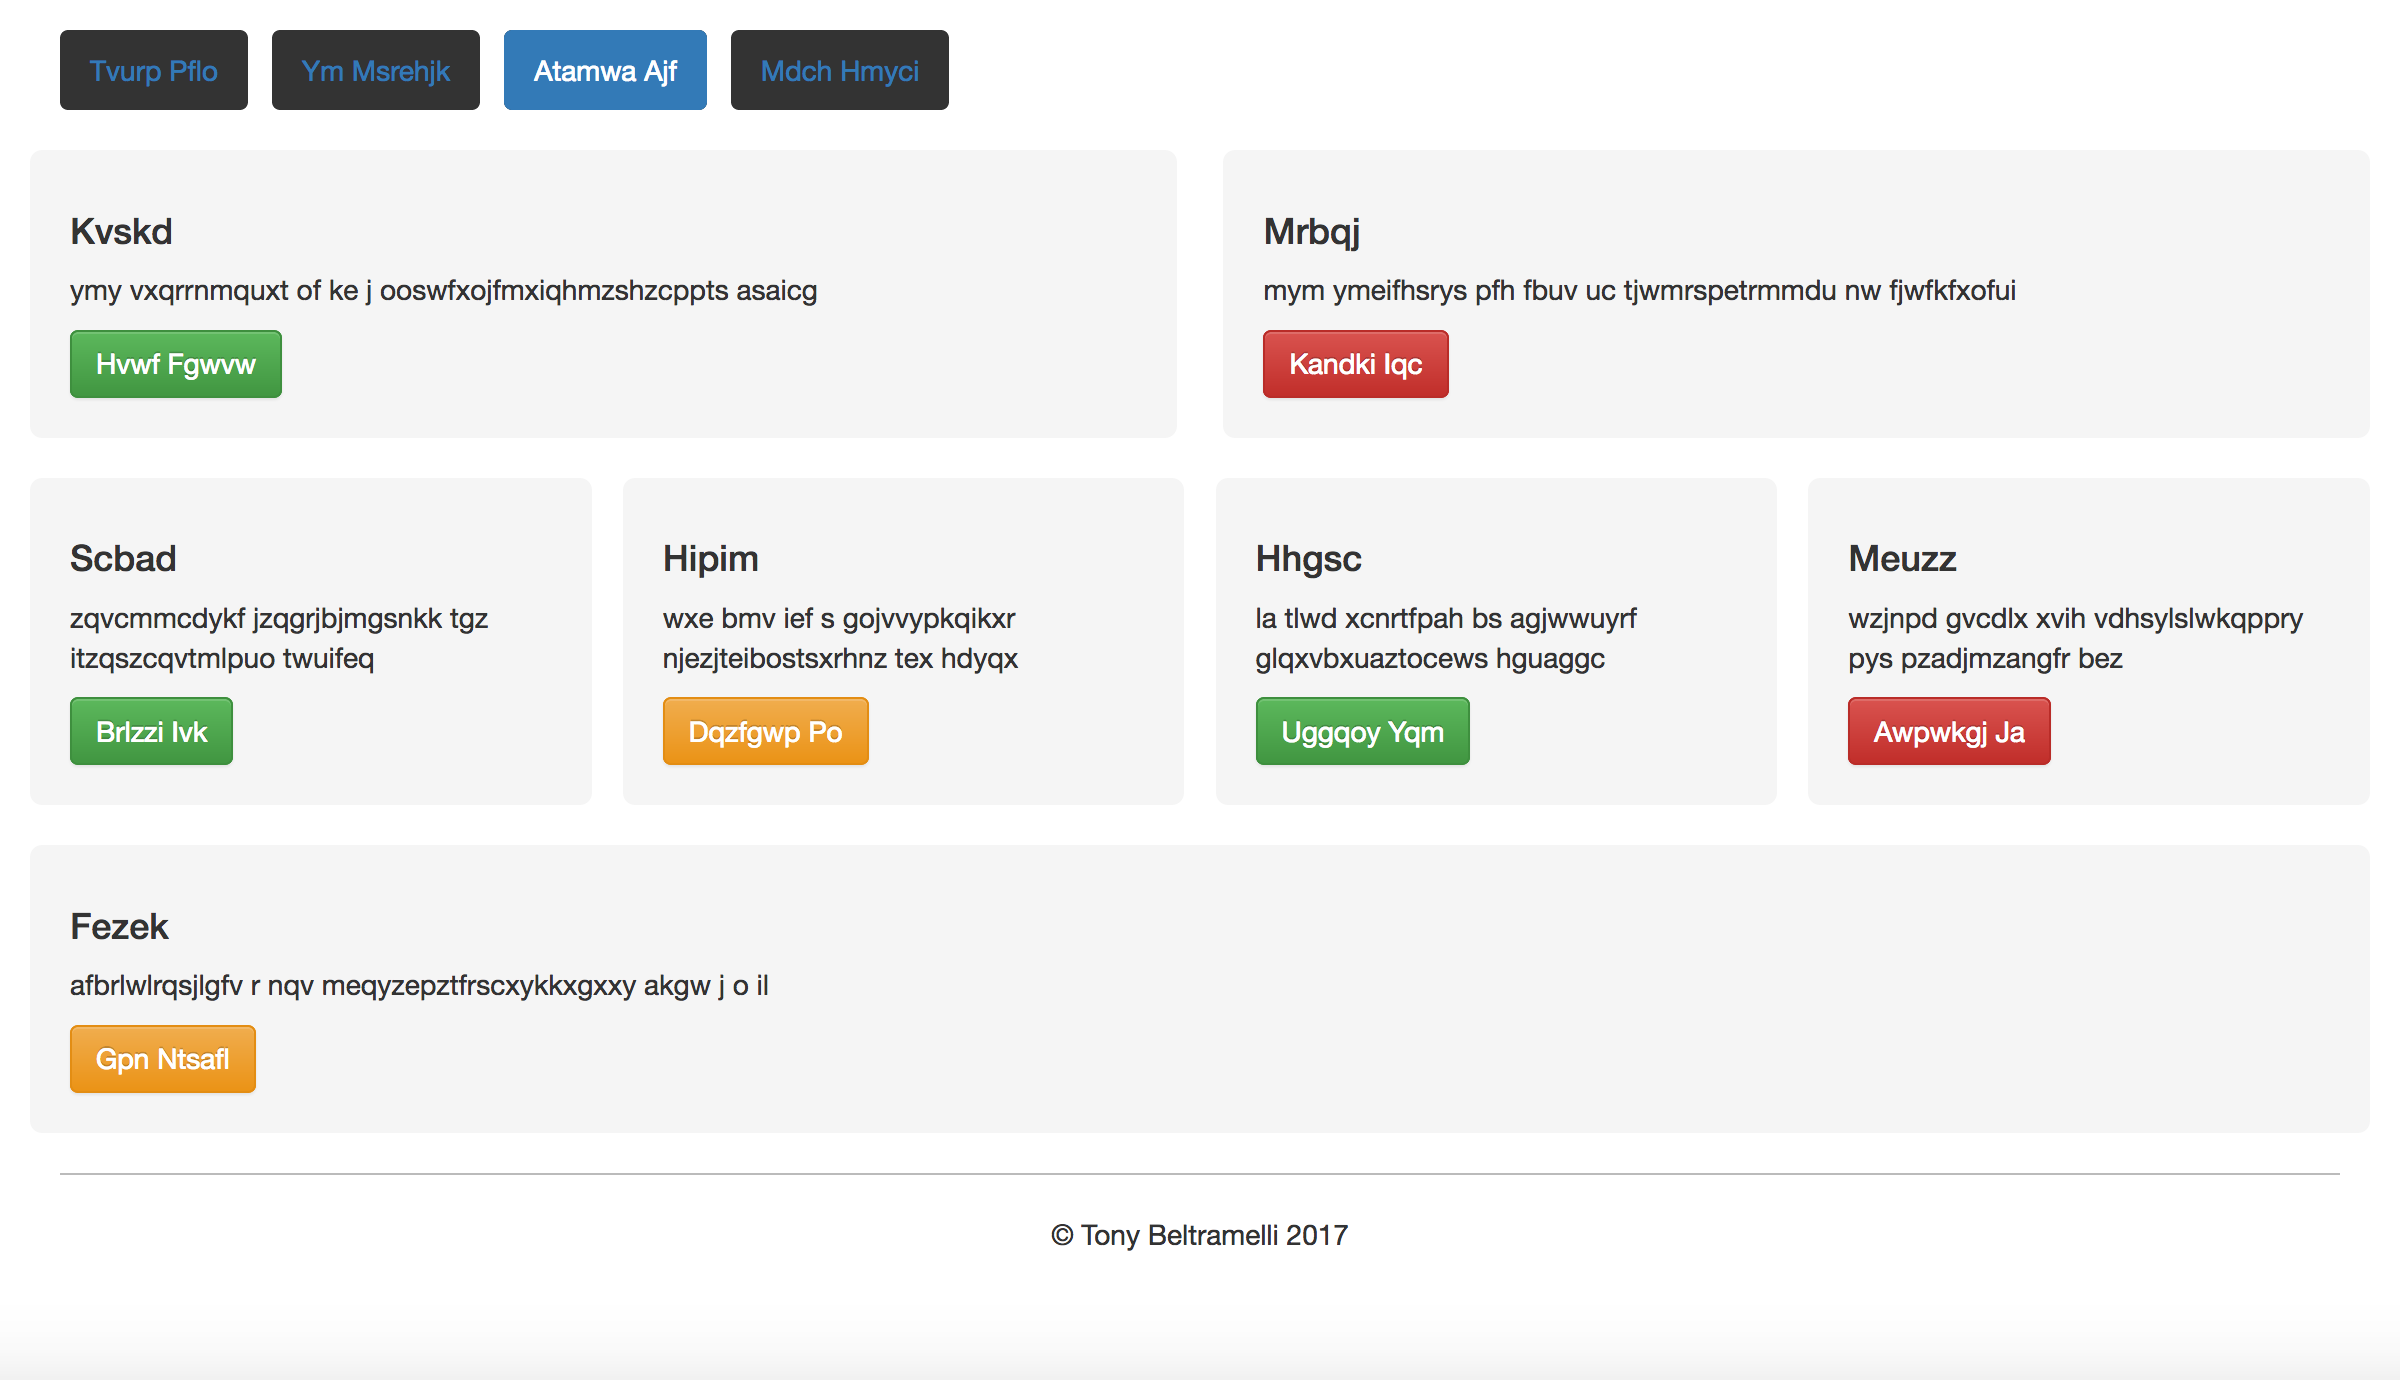 Tvurp Pflo
Ym Msrehjk
Atamwa Ajf
Mdch Hmyci
Kvskd
ymy vxqrrnmquxt of ke j ooswfxojfmxiqhmzshzcppts asaicg
Hvwf Fgwvw
Mrbqj
mym ymeifhsrys pfh fbuv uc tjwmrspetrmmdu nw fjwfkfxofui
Kandki Iqc
Scbad
zqvcmmcdykf jzqgrjbjmgsnkk tgz
itzqszcqvtmlpuo twuifeq
Brlzzi Ivk
Hipim
wxe bmv ief s gojvvypkqikxr
njezjteibostsxrhnz tex hdyqx
Dqzfgwp Po
Hhgsc
la tlwd xcnrtfpah bs agjwwuyrf
glqxvbxuaztocews hguaggc
Uggqoy Yqm
Meuzz
wzjnpd gvcdlx xvih vdhsylslwkqppry
pys pzadjmzangfr bez
Awpwkgj Ja
Fezek
afbrlwlrqsjlgfv r nqv meqyzepztfrscxykkxgxxy akgw j o il
Gpn Ntsafl
© Tony Beltramelli 2017